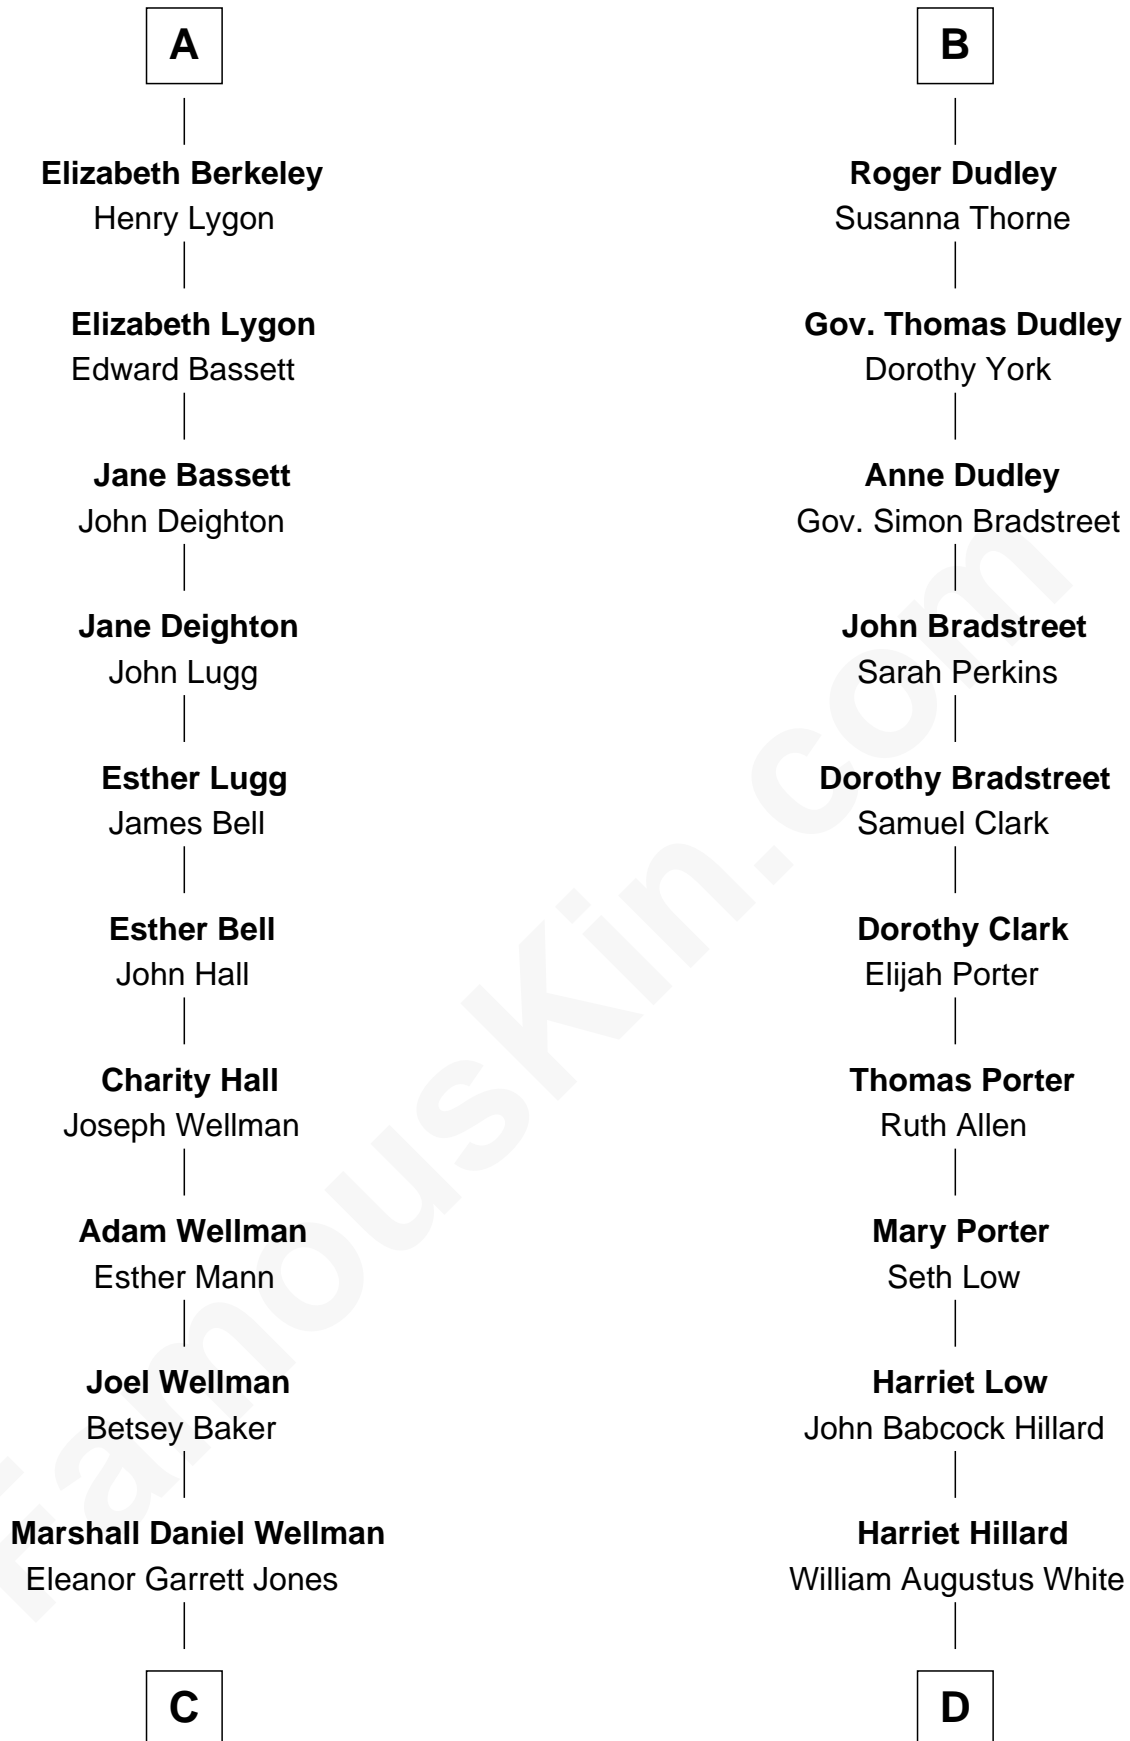 A
Elizabeth Berkeley
Henry Lygon
Elizabeth Lygon
Edward Bassett
Jane Bassett
John Deighton
Jane Deighton
John Lugg
Esther Lugg
James Bell
Esther Bell
John Hall
Charity Hall
Joseph Wellman
Adam Wellman
Esther Mann
Joel Wellman
Betsey Baker
Marshall Daniel Wellman
Eleanor Garrett Jones
C
B
Roger Dudley
Susanna Thorne
Gov. Thomas Dudley
Dorothy York
Anne Dudley
Gov. Simon Bradstreet
John Bradstreet
Sarah Perkins
Dorothy Bradstreet
Samuel Clark
Dorothy Clark
Elijah Porter
Thomas Porter
Ruth Allen
Mary Porter
Seth Low
Harriet Low
John Babcock Hillard
Harriet Hillard
William Augustus White
D
FamousKin.com